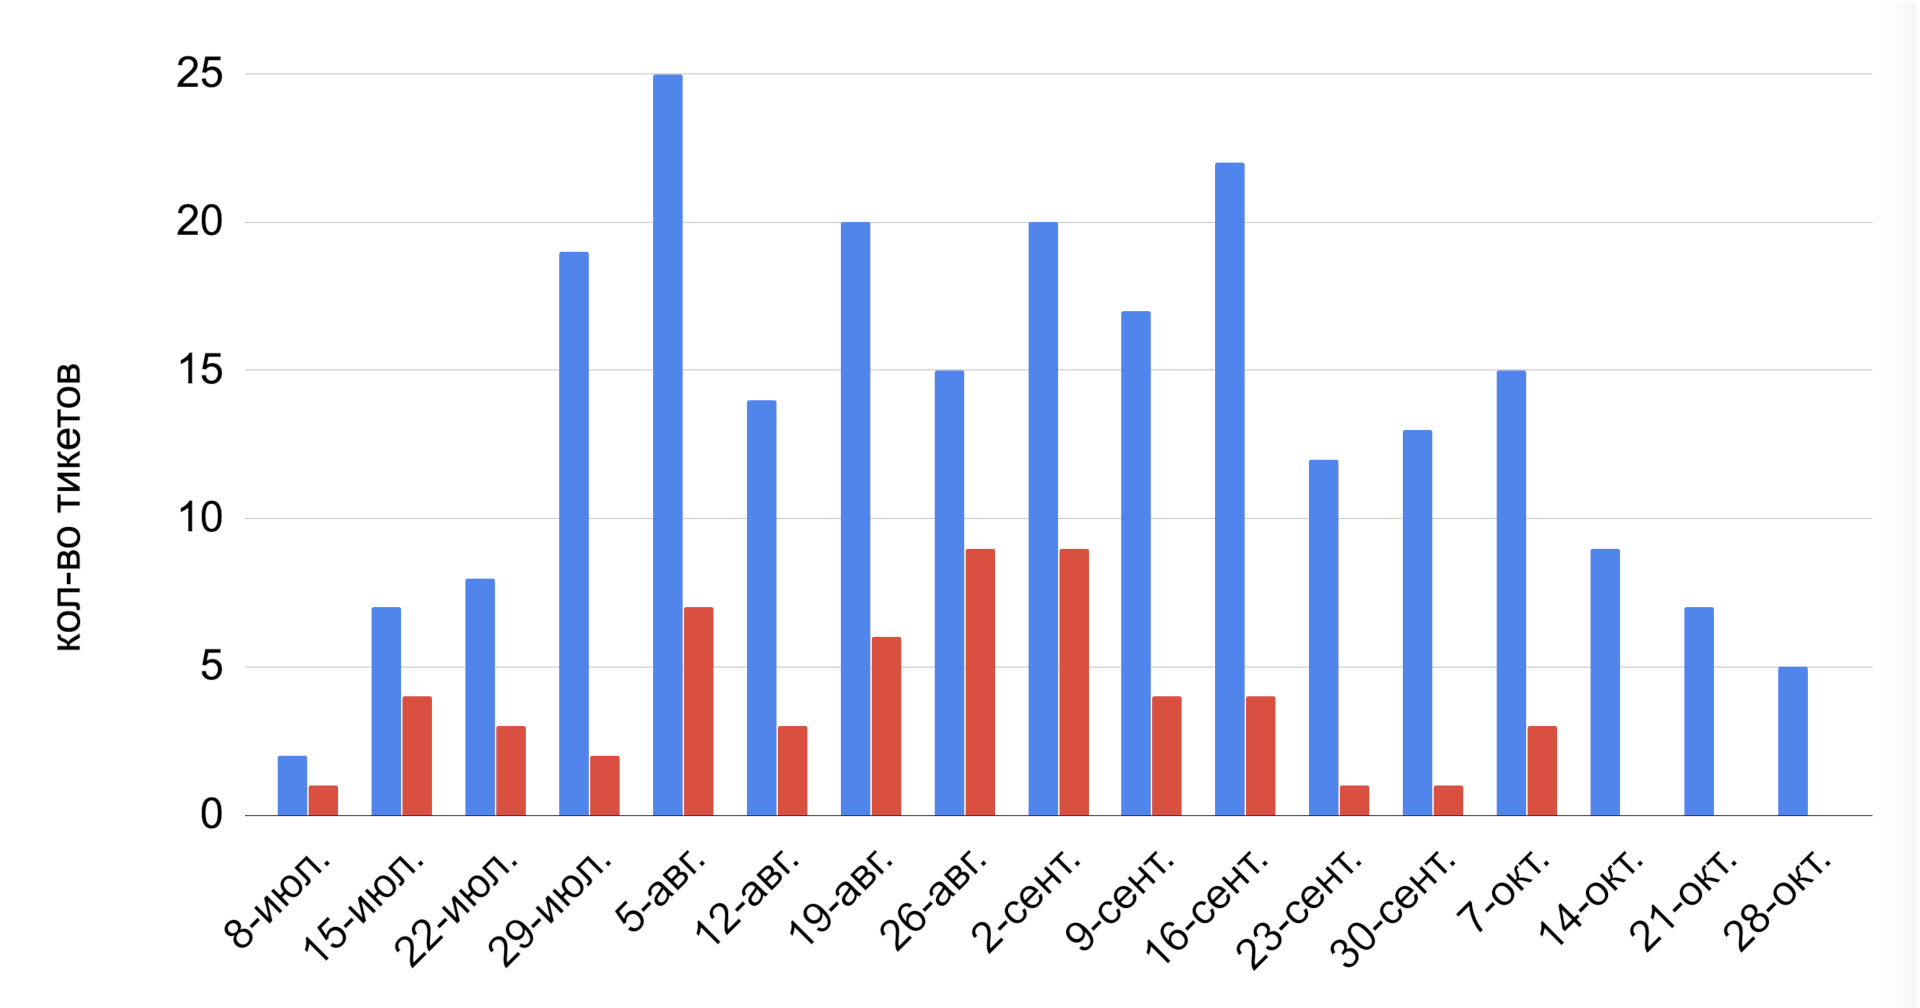 кол-во тикетов
25
20
15
10
5
0
8-июл.
15-июл.
22-июл.
29-июл.
5-авг.
12-авг.
19-авг.
26-авг.
2-сент.
9-сент.
16-сент.
23-сент.
30-сент.
7-окт.
14-окт.
21-окт.
28-окт.